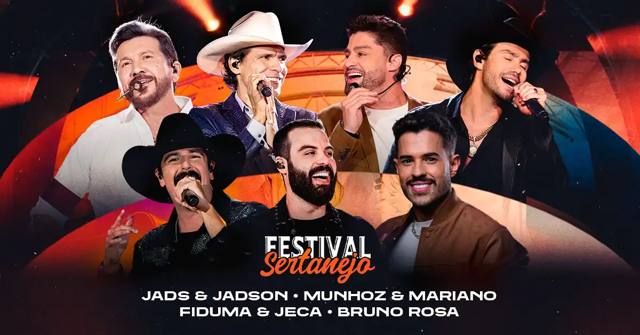 FESTIVAL
Sertanejo
JADS & JADSON • MUNHOZ & MARIANO
FIDUMA & JECA • BRUNO ROSA